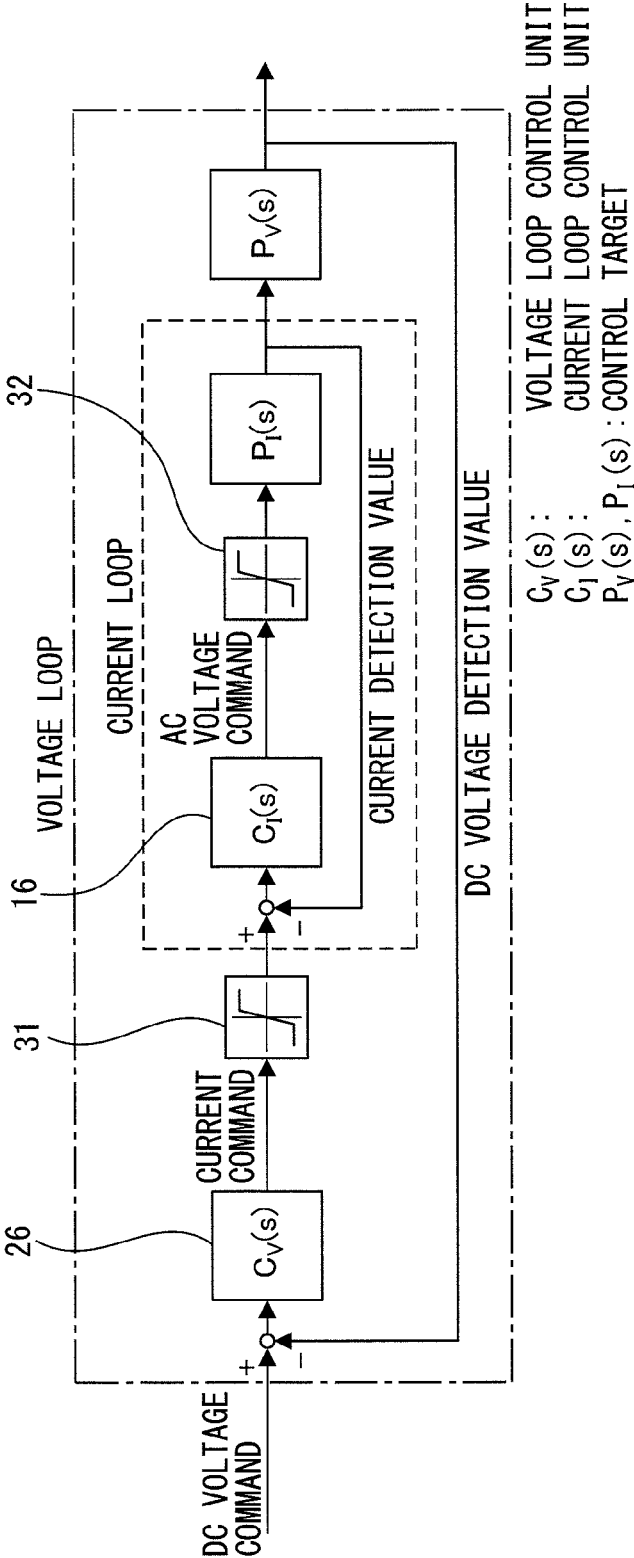 VOLTAGE LOOP
26
31
16
32
CURRENT LOOP
DC VOLTAGE
COMMAND
+
−
C_V(s)
CURRENT
COMMAND
+
−
C_I(s)
AC
VOLTAGE
COMMAND
P_I(s)
P_V(s)
CURRENT DETECTION VALUE
DC VOLTAGE DETECTION VALUE
C_V(s): VOLTAGE LOOP CONTROL UNIT
C_I(s): CURRENT LOOP CONTROL UNIT
P_V(s), P_I(s): CONTROL TARGET